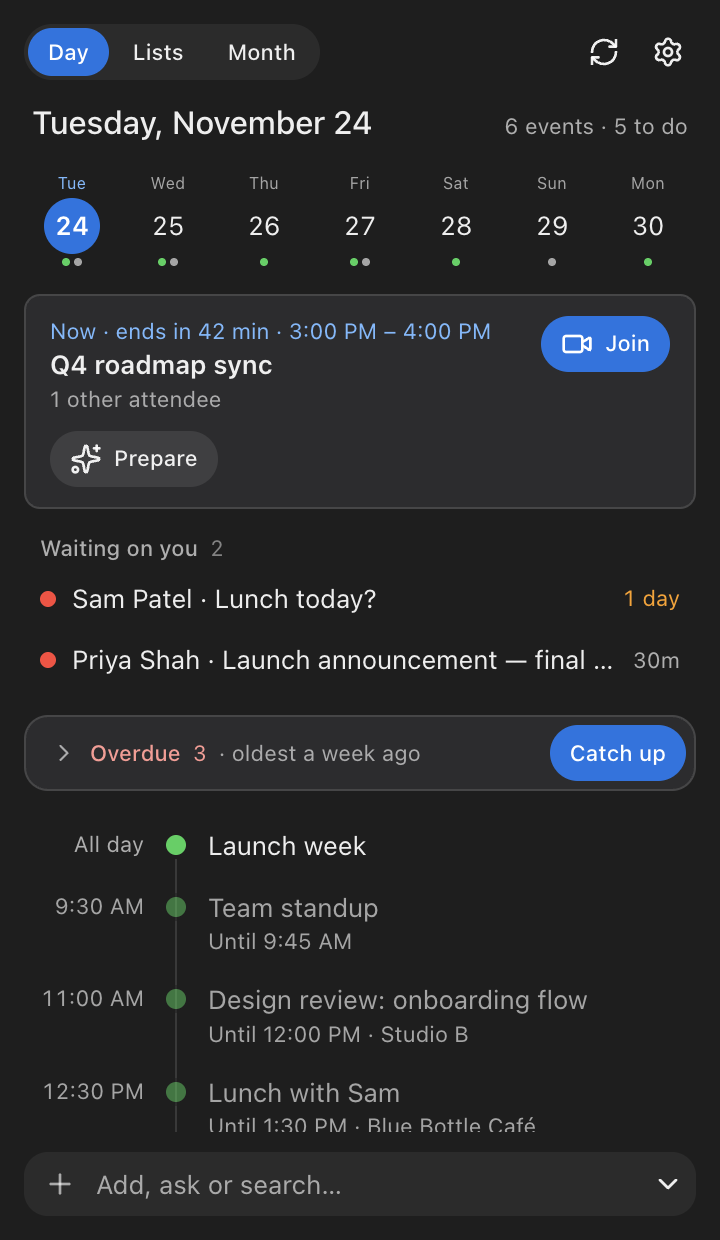 Day Lists Month
Tuesday, November 24
6 events · 5 to do
Tue Wed Thu Fri Sat Sun Mon
24 25 26 27 28 29 30
Now · ends in 42 min · 3:00 PM – 4:00 PM
Q4 roadmap sync
1 other attendee
Join
Prepare
Waiting on you 2
Sam Patel · Lunch today? 1 day
Priya Shah · Launch announcement — final ... 30m
Overdue 3 · oldest a week ago Catch up
All day Launch week
9:30 AM Team standup
Until 9:45 AM
11:00 AM Design review: onboarding flow
Until 12:00 PM · Studio B
12:30 PM Lunch with Sam
Until 1:30 PM · Blue Bottle Café
Add, ask or search...